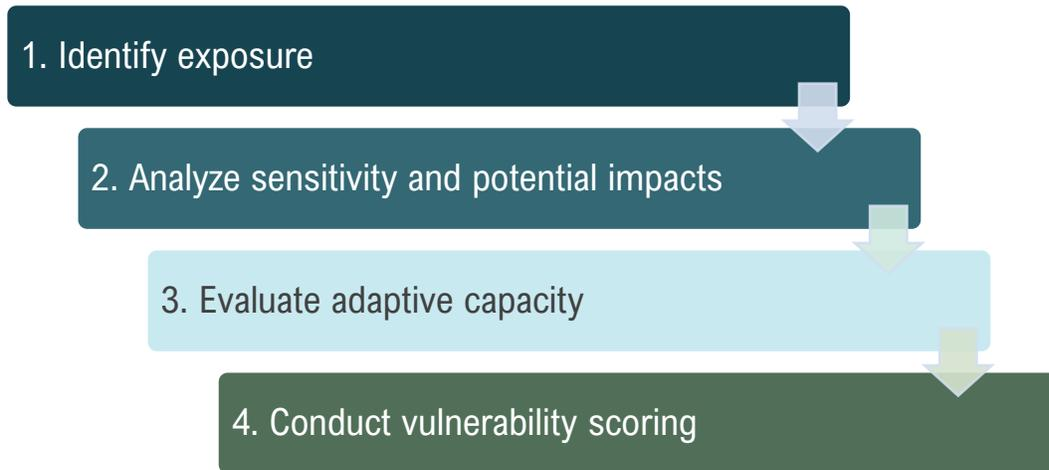 1. Identify exposure
2. Analyze sensitivity and potential impacts
3. Evaluate adaptive capacity
4. Conduct vulnerability scoring